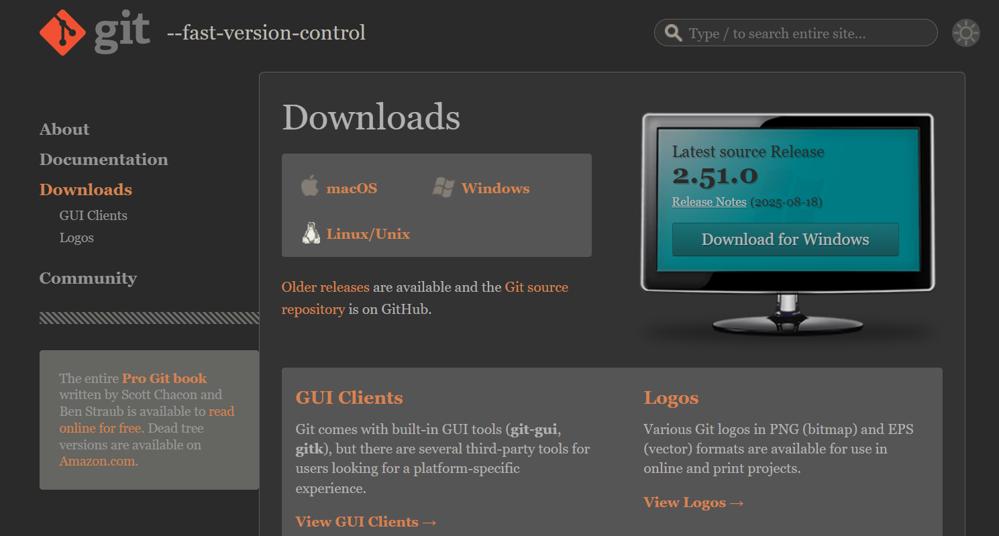 git --fast-version-control
Type / to search entire site...
About
Documentation
Downloads
GUI Clients
Logos
Community
The entire Pro Git book
written by Scott Chacon and
Ben Straub is available to read
online for free. Dead tree
versions are available on
Amazon.com.
Downloads
macOS
Windows
Linux/Unix
Older releases are available and the Git source
repository is on GitHub.
Latest source Release
2.51.0
Release Notes (2025-08-18)
Download for Windows
GUI Clients
Git comes with built-in GUI tools (git-gui,
gitk), but there are several third-party tools for
users looking for a platform-specific
experience.
View GUI Clients →
Logos
Various Git logos in PNG (bitmap) and EPS
(vector) formats are available for use in
online and print projects.
View Logos →